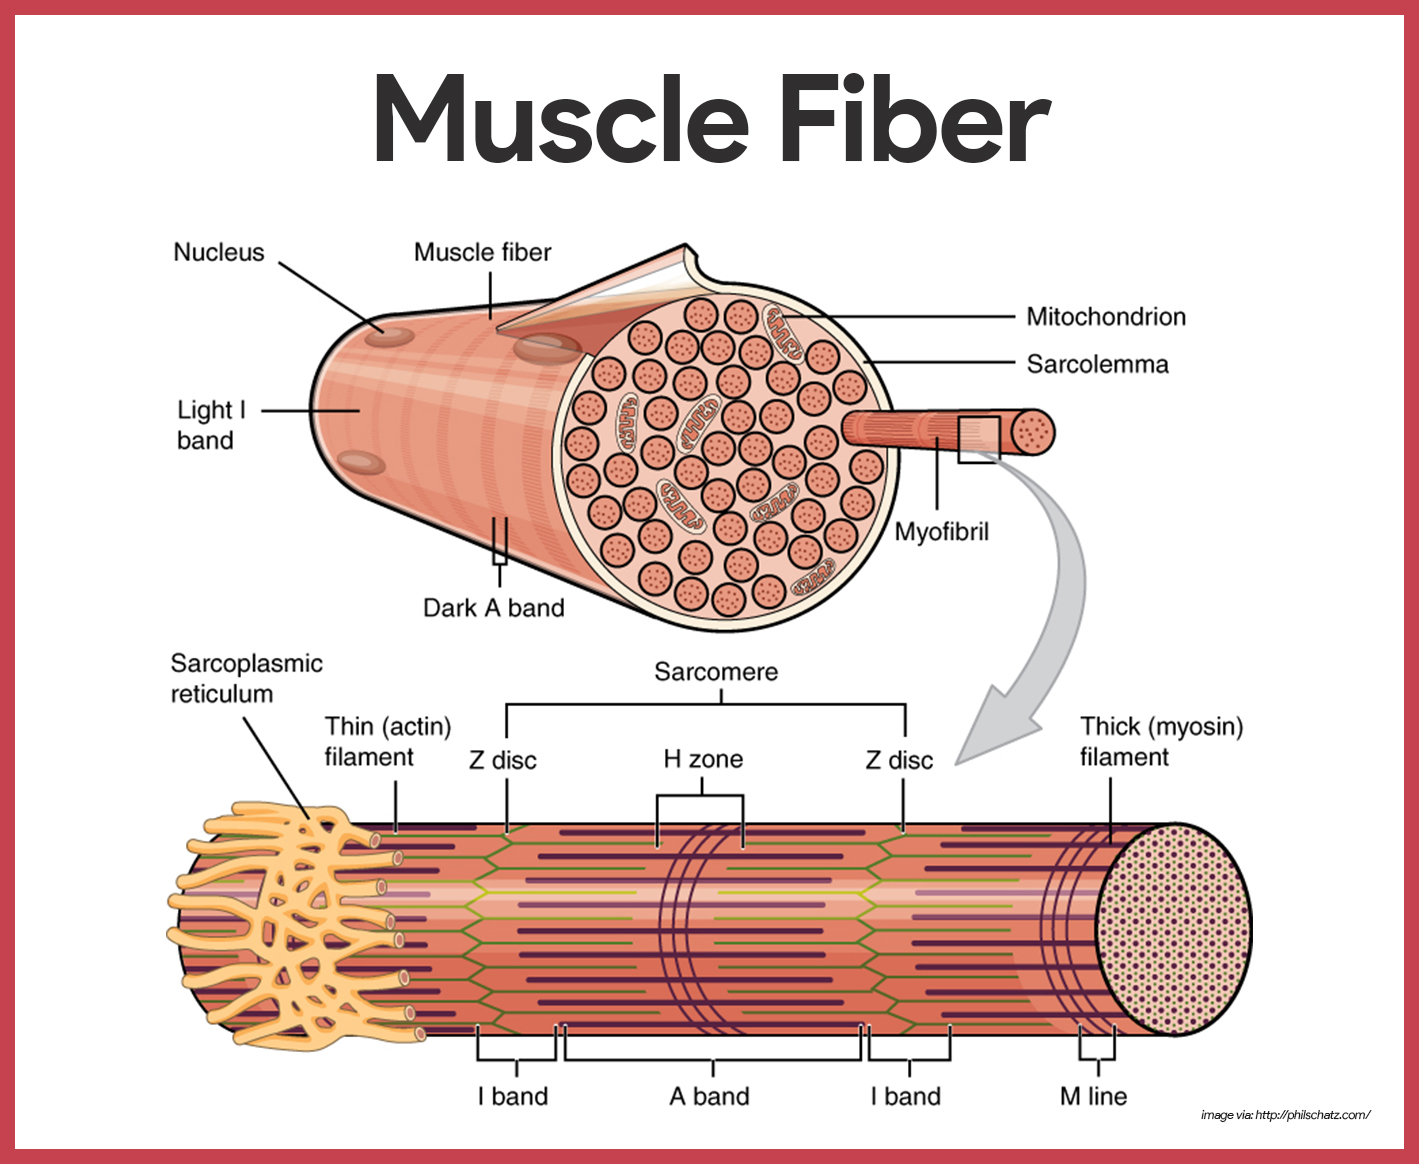 Muscle Fiber
Nucleus
Muscle fiber
Mitochondrion
Sarcolemma
Light I
band
Myofibril
Dark A band
Sarcoplasmic
reticulum
Sarcomere
Thin (actin)
filament
Z disc
H zone
Z disc
Thick (myosin)
filament
I band
A band
I band
M line
image via: http://philschatz.com/